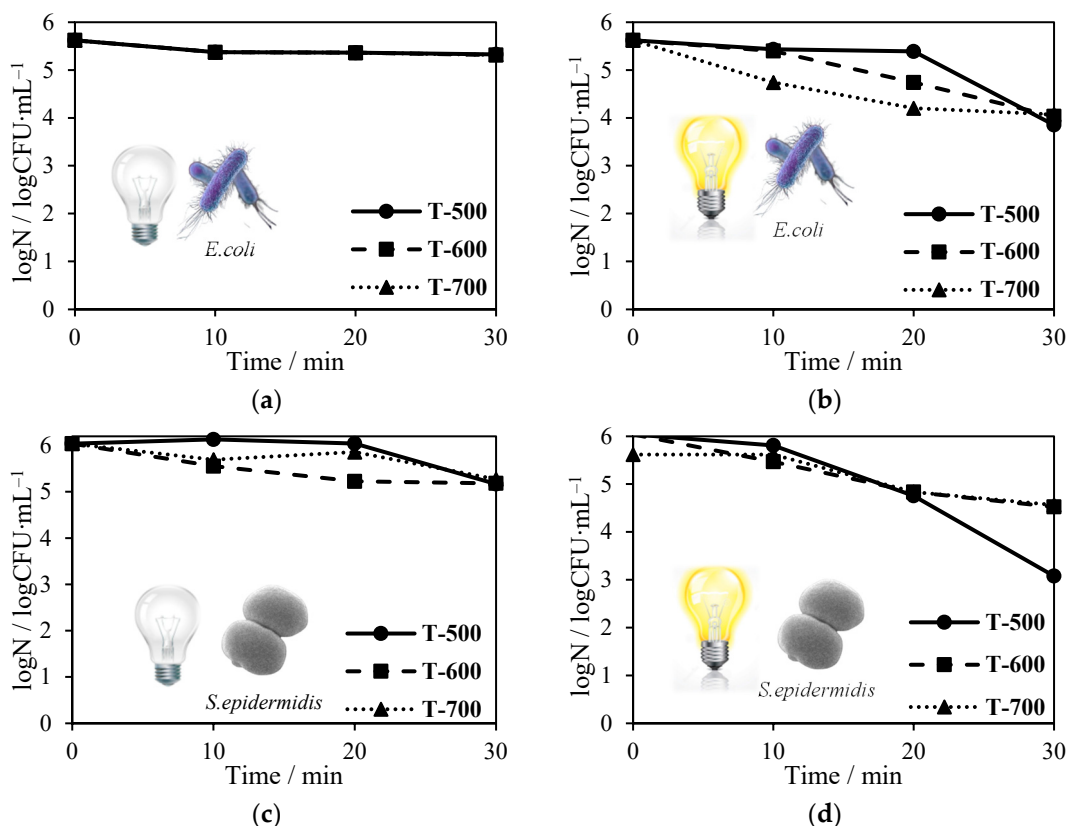 logN / logCFU·mL⁻¹
6
5
4
3
2
1
0
E.coli
T-500
T-600
T-700
0 10 20 30
Time / min
(a)
logN / logCFU·mL⁻¹
6
5
4
3
2
1
0
E.coli
T-500
T-600
T-700
0 10 20 30
Time / min
(b)
logN / logCFU·mL⁻¹
6
5
4
3
2
1
0
S.epidermidis
T-500
T-600
T-700
0 10 20 30
Time / min
(c)
logN / logCFU·mL⁻¹
6
5
4
3
2
1
0
S.epidermidis
T-500
T-600
T-700
0 10 20 30
Time / min
(d)